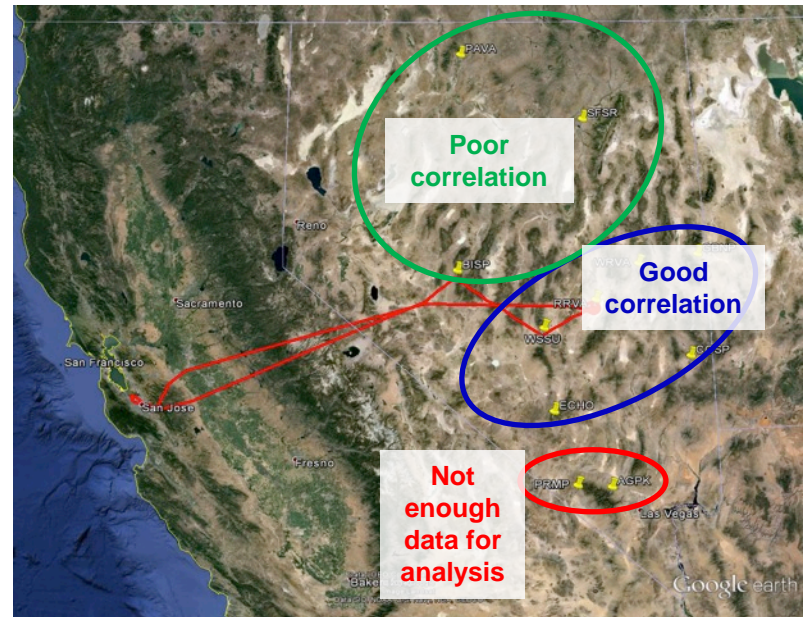 PAVA
SFSR
Poor
correlation
Reno
BISP
WRVA
Good
correlation
RRVA
Sacramento
WSSU
San Francisco
San Jose
ECHO
Fresno
Not
enough
data for
analysis
PRMP
AGPK
Las Vegas
Google earth